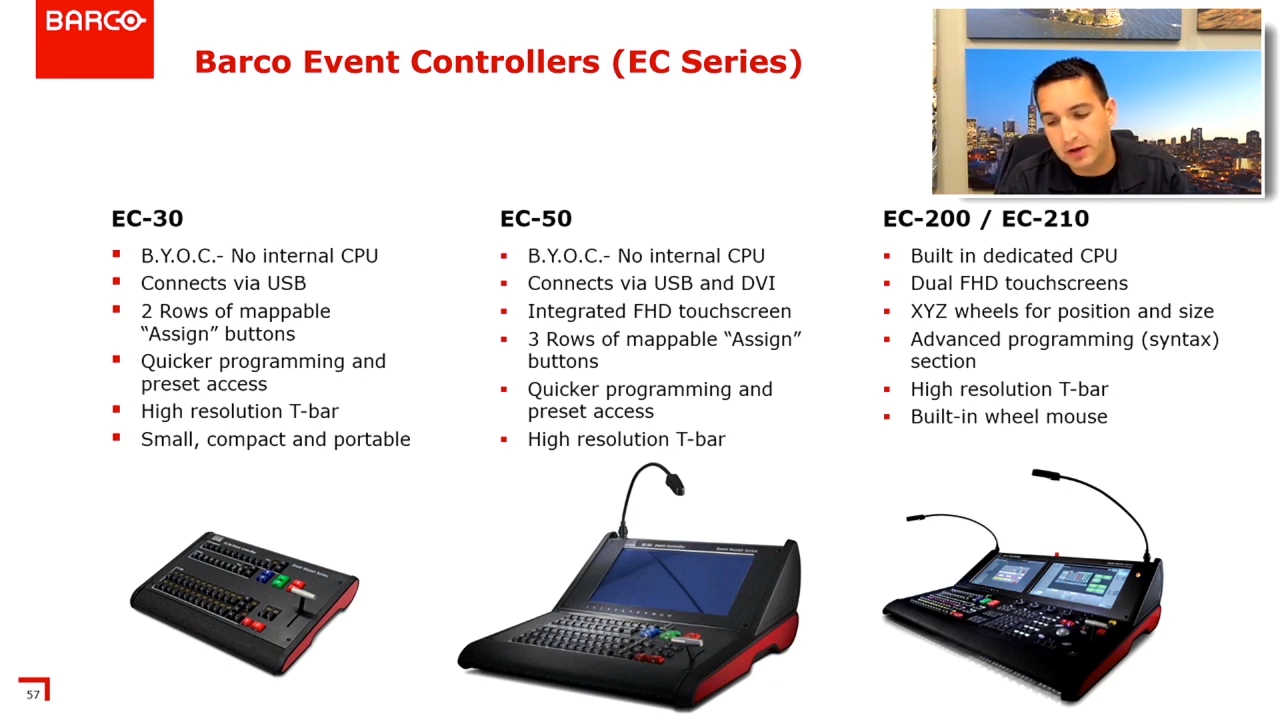 BARCO
Barco Event Controllers (EC Series)
EC-30
B.Y.O.C.- No internal CPU
Connects via USB
2 Rows of mappable
“Assign” buttons
Quicker programming and
preset access
High resolution T-bar
Small, compact and portable
EC-50
B.Y.O.C.- No internal CPU
Connects via USB and DVI
Integrated FHD touchscreen
3 Rows of mappable “Assign”
buttons
Quicker programming and
preset access
High resolution T-bar
EC-200 / EC-210
Built in dedicated CPU
Dual FHD touchscreens
XYZ wheels for position and size
Advanced programming (syntax)
section
High resolution T-bar
Built-in wheel mouse
57